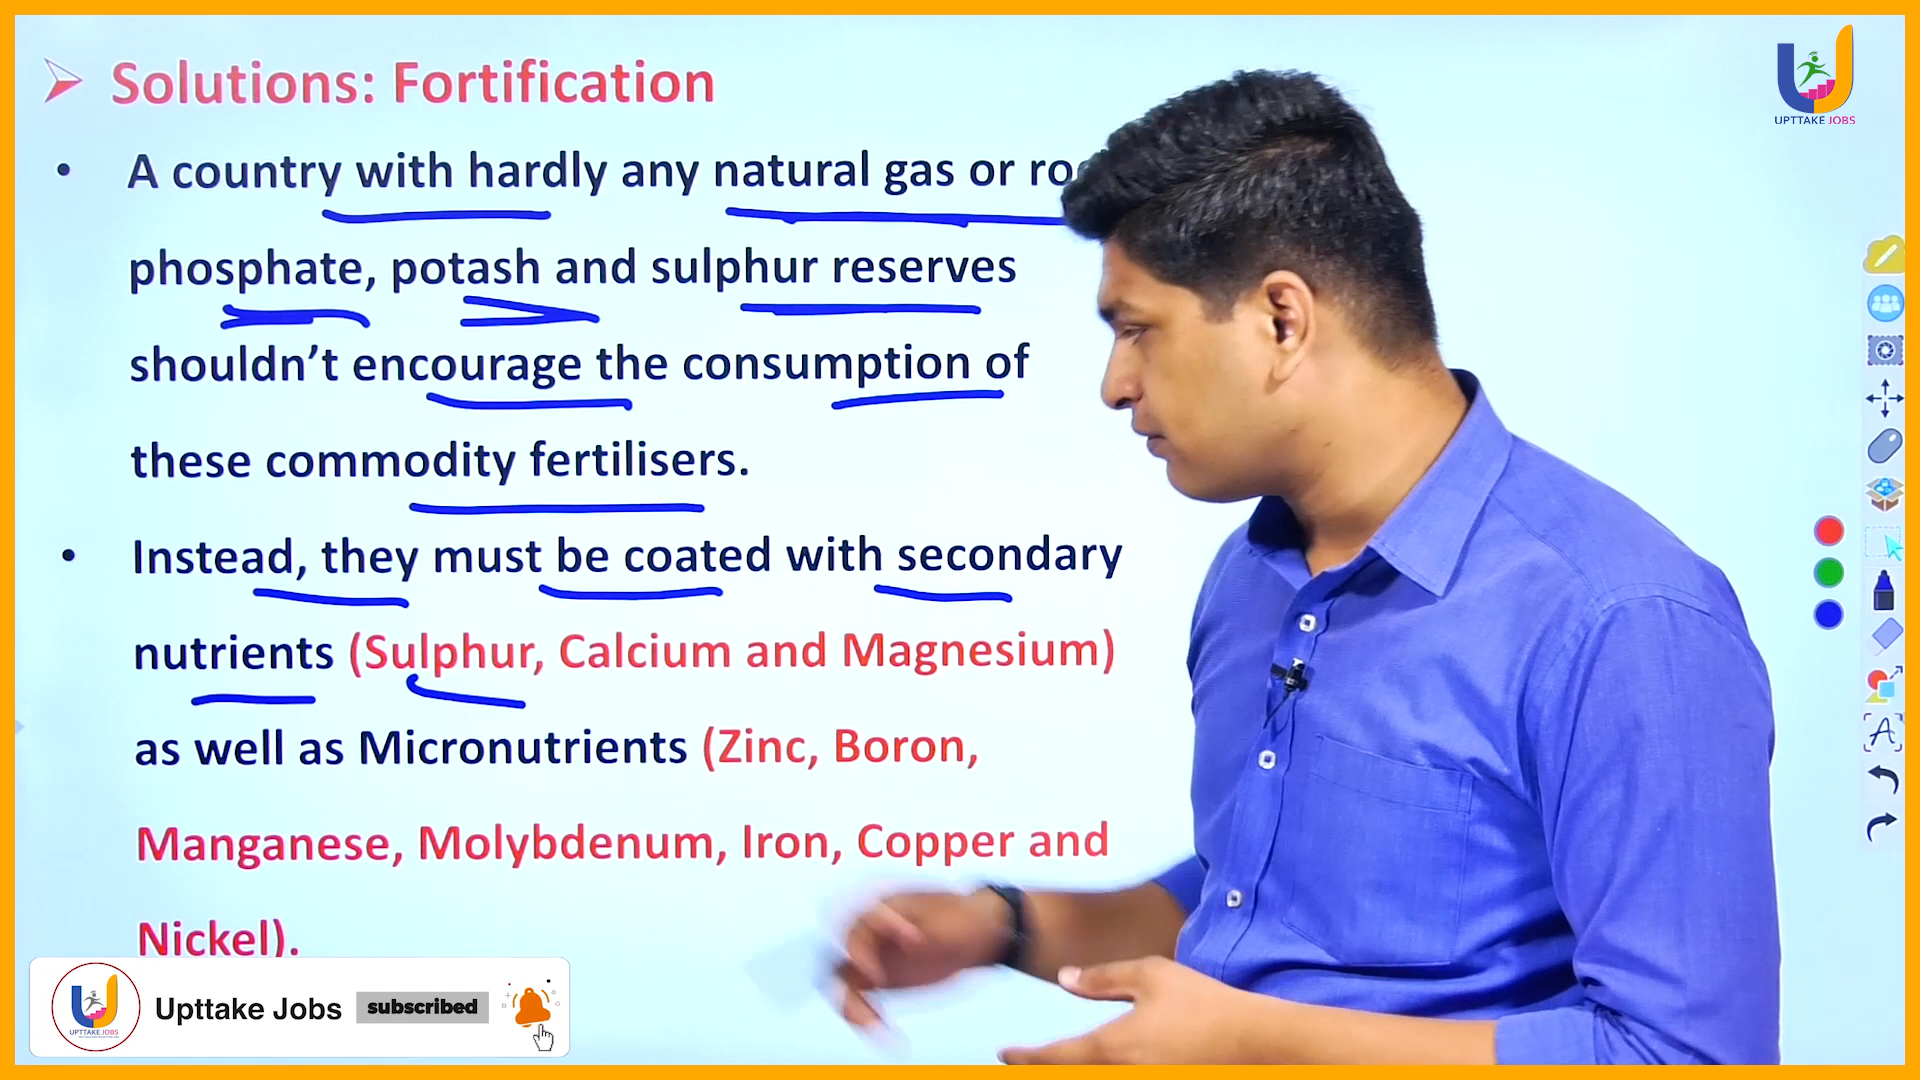 Solutions: Fortification
UPTTAKE JOBS
• A country with hardly any natural gas or
phosphate, potash and sulphur reserves
shouldn't encourage the consumption of
these commodity fertilisers.
• Instead, they must be coated with secondary
nutrients (Sulphur, Calcium and Magnesium)
as well as Micronutrients (Zinc, Boron,
Manganese, Molybdenum, Iron, Copper and
Nickel).
UPTTAKE JOBS
Upttake Jobs
subscribed
A